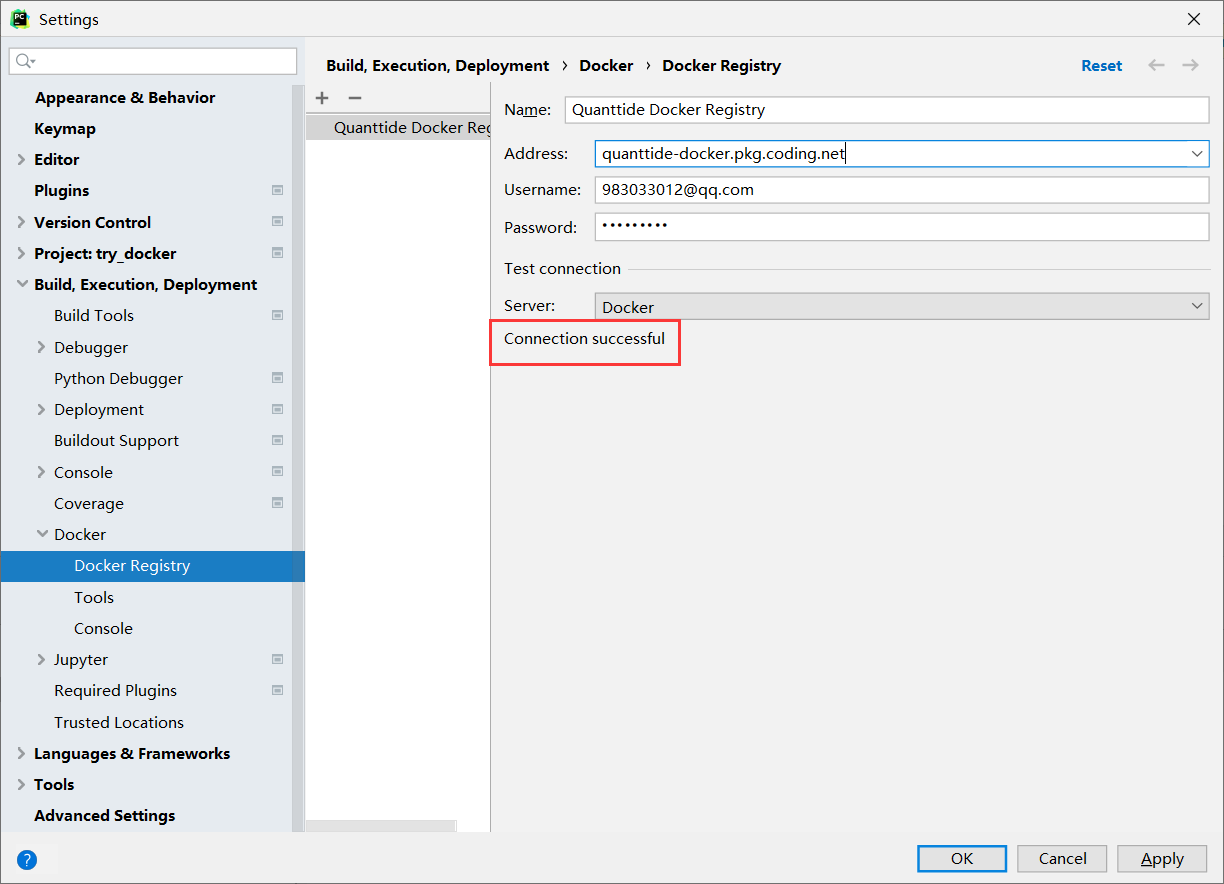 Settings
Appearance & Behavior
Keymap
Editor
Plugins
Version Control
Project: try_docker
Build, Execution, Deployment
Build Tools
Debugger
Python Debugger
Deployment
Buildout Support
Console
Coverage
Docker
Docker Registry
Tools
Console
Jupyter
Required Plugins
Trusted Locations
Languages & Frameworks
Tools
Advanced Settings
Build, Execution, Deployment › Docker › Docker Registry
Reset
Quanttide Docker Reg
Name: Quanttide Docker Registry
Address: quanttide-docker.pkg.coding.net
Username: 983033012@qq.com
Password: •••••••••
Test connection
Server: Docker
Connection successful
?
OK Cancel Apply